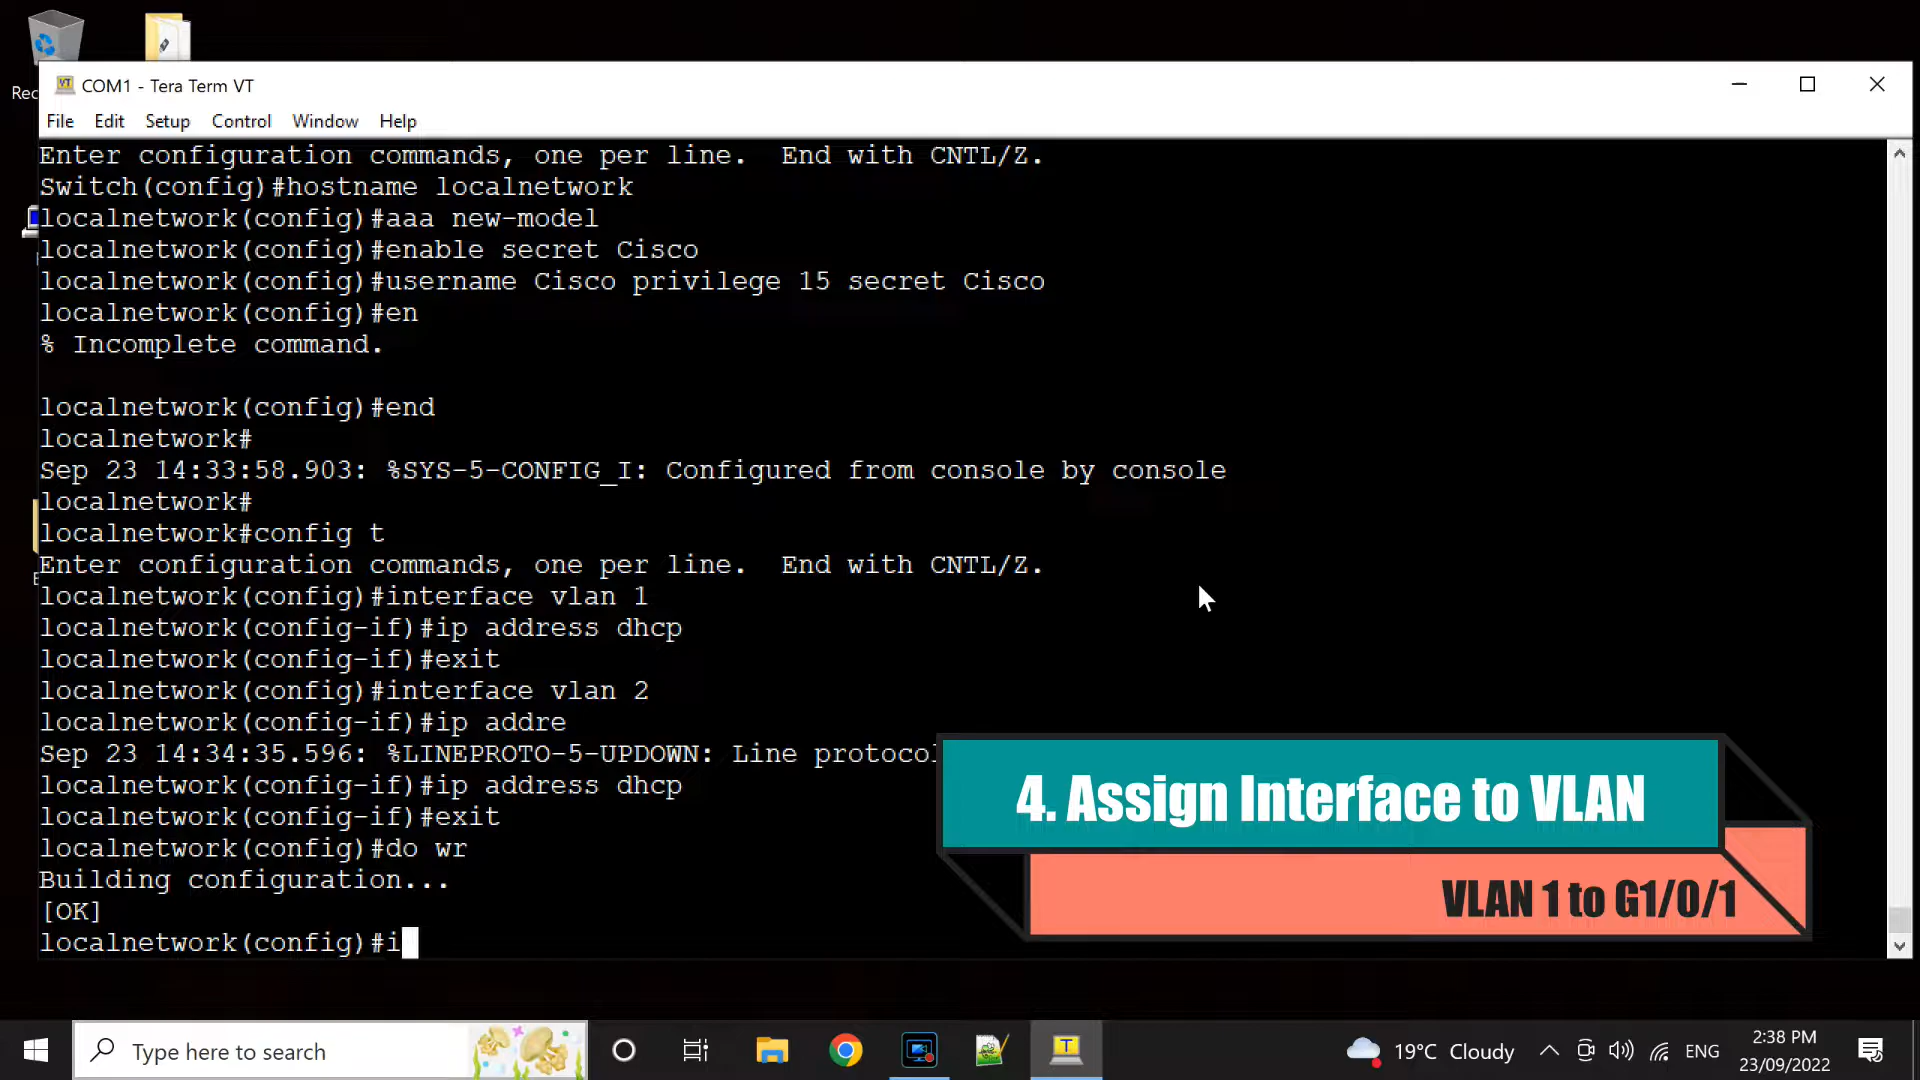 Rec
COM1 - Tera Term VT
File Edit Setup Control Window Help
Enter configuration commands, one per line.  End with CNTL/Z.
Switch(config)#hostname localnetwork
localnetwork(config)#aaa new-model
localnetwork(config)#enable secret Cisco
localnetwork(config)#username Cisco privilege 15 secret Cisco
localnetwork(config)#en
% Incomplete command.
localnetwork(config)#end
localnetwork#
Sep 23 14:33:58.903: %SYS-5-CONFIG_I: Configured from console by console
localnetwork#
localnetwork#config t
Enter configuration commands, one per line.  End with CNTL/Z.
localnetwork(config)#interface vlan 1
localnetwork(config-if)#ip address dhcp
localnetwork(config-if)#exit
localnetwork(config)#interface vlan 2
localnetwork(config-if)#ip addre
Sep 23 14:34:35.596: %LINEPROTO-5-UPDOWN: Line protocol
localnetwork(config-if)#ip address dhcp
localnetwork(config-if)#exit
localnetwork(config)#do wr
Building configuration...
[OK]
localnetwork(config)#i
4. Assign Interface to VLAN
VLAN 1 to G1/0/1
Type here to search
19°C Cloudy
ENG
2:38 PM
23/09/2022